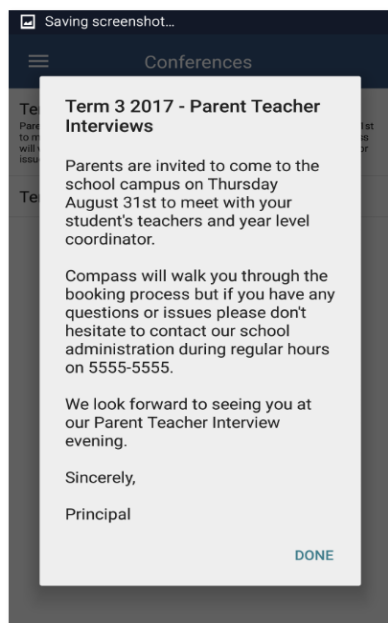 Saving screenshot...
Conferences
Term 3 2017 - Parent Teacher
Interviews
Parents are invited to come to the
school campus on Thursday
August 31st to meet with your
student's teachers and year level
coordinator.
Compass will walk you through the
booking process but if you have any
questions or issues please don't
hesitate to contact our school
administration during regular hours
on 5555-5555.
We look forward to seeing you at
our Parent Teacher Interview
evening.
Sincerely,
Principal
DONE